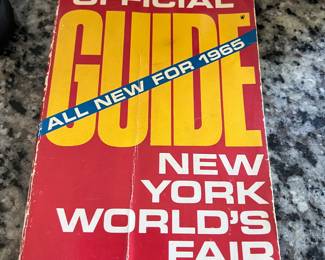 OFFICIAL
GUIDE
ALL NEW FOR 1965
NEW
YORK
WORLD'S
FAIR